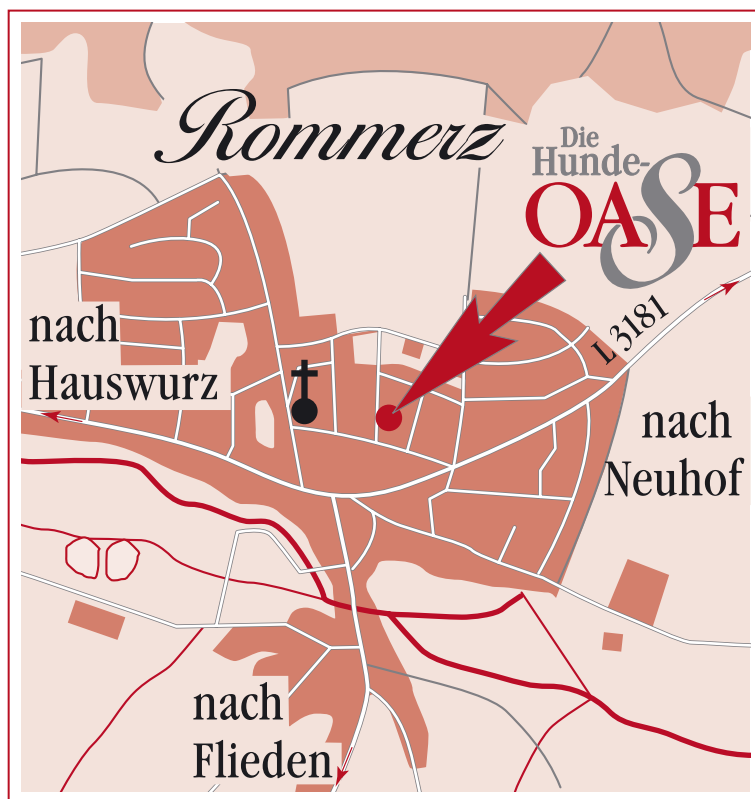 Rommerz
Die
Hunde-
OASE
L 3181
nach
Hauswurz
nach
Neuhof
nach
Flieden